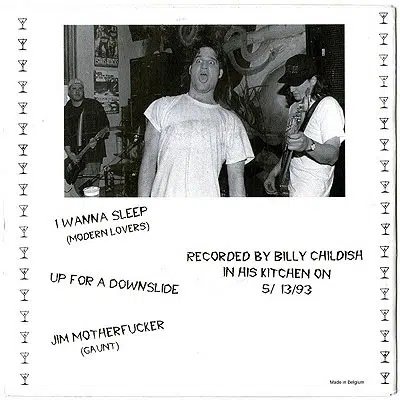 I WANNA SLEEP
(MODERN LOVERS)
UP FOR A DOWNSLIDE
JIM MOTHERFUCKER
(GAUNT)
RECORDED BY BILLY CHILDISH
IN HIS KITCHEN ON
5/ 13/93
Made in Belgium